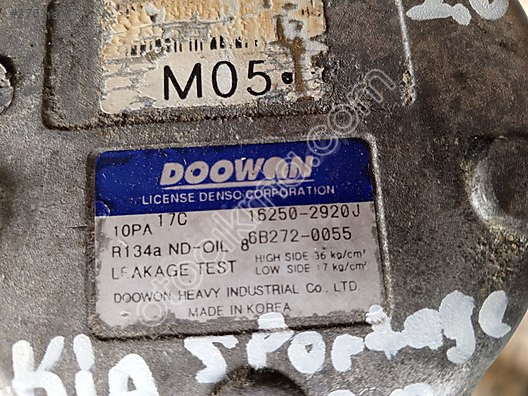 M05
DOOWON
LICENSE DENSO CORPORATION
10PA 17C 16250-2920J
R134a ND-OIL 8 6B272-0055
LEAKAGE TEST HIGH SIDE 36 kg/cm²
LOW SIDE 17 kg/cm²
DOOWON HEAVY INDUSTRIAL Co., LTD.
MADE IN KOREA
Kia Sportage